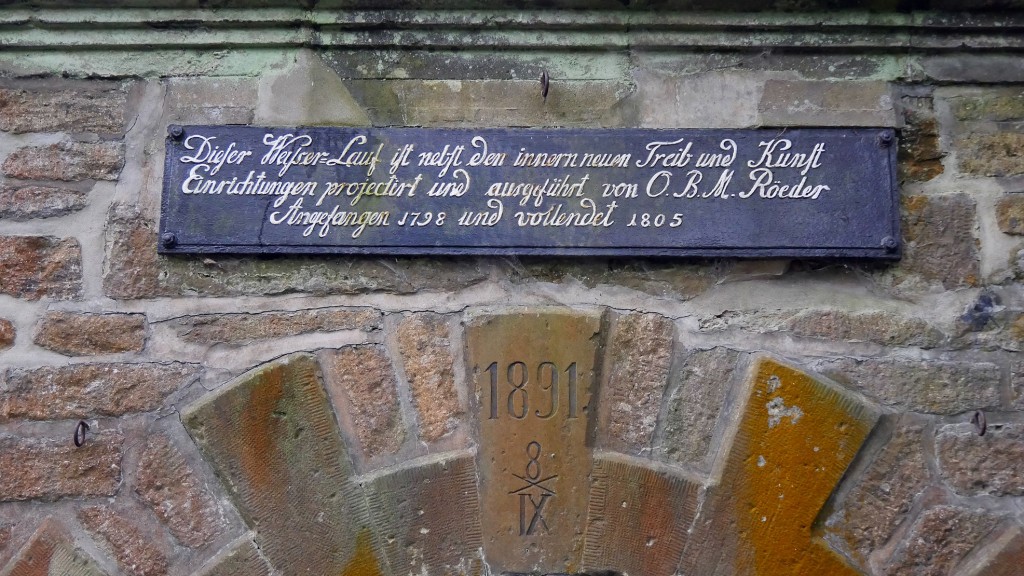 Dieser Weyser=Lauf ist nebst den innern neuen Treib und Kunst
Einrichtungen projectirt und ausgeführt von O.B.M. Röeder
Angefangen 1798 und vollendet 1805
1891
8
IX